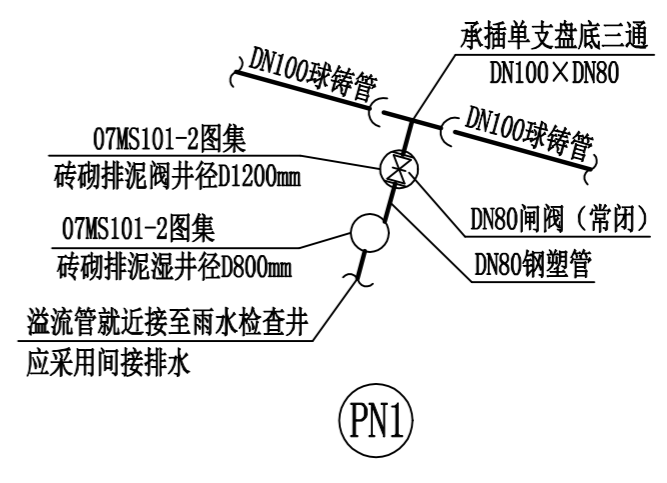 承插单支盘底三通
DN100×DN80
DN100球铸管
DN100球铸管
07MS101-2图集
砖砌排泥阀井径D1200mm
DN80闸阀（常闭）
07MS101-2图集
砖砌排泥湿井径D800mm
DN80钢塑管
溢流管就近接至雨水检查井
应采用间接排水
PN1